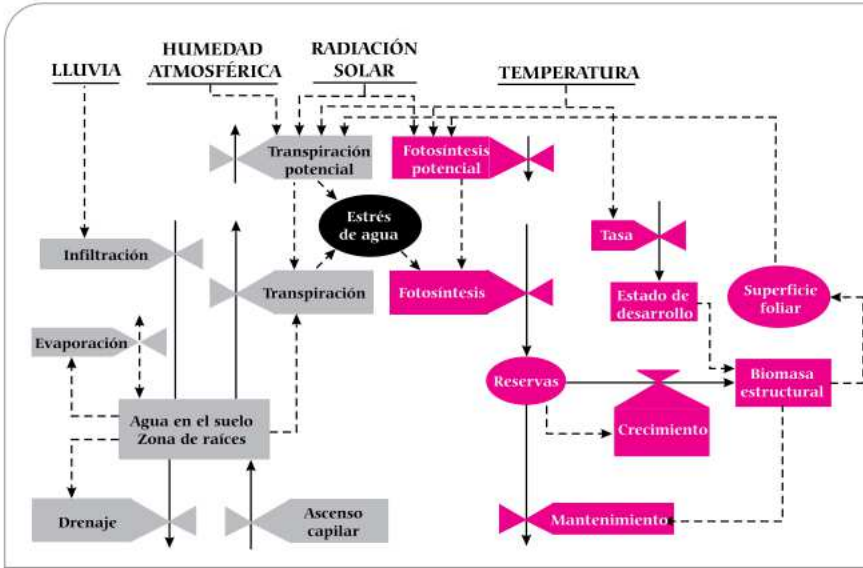 LLUVIA
HUMEDAD
ATMOSFÉRICA
RADIACIÓN
SOLAR
TEMPERATURA
Transpiración
potencial
Fotosíntesis
potencial
Estrés
de agua
Tasa
Infiltración
Transpiración
Fotosíntesis
Estado de
desarrollo
Superficie
foliar
Evaporación
Reservas
Biomasa
estructural
Agua en el suelo
Zona de raíces
Crecimiento
Drenaje
Ascenso
capilar
Mantenimiento